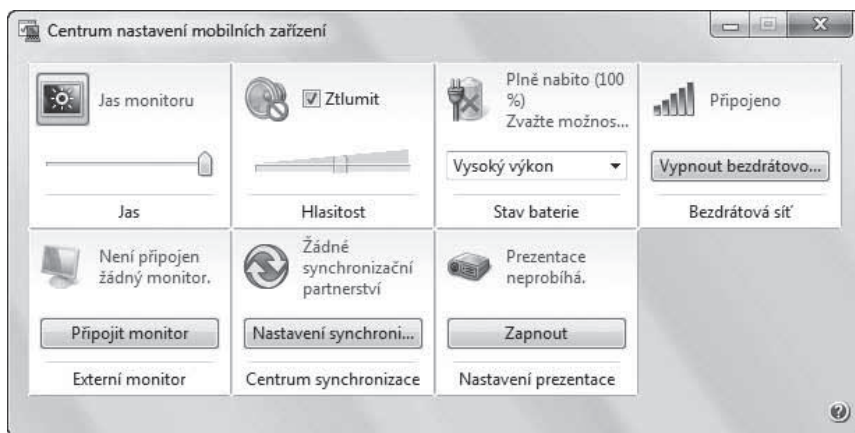 Centrum nastavení mobilních zařízení
Jas monitoru
Jas
Ztlumit
Hlasitost
Plně nabito (100
%)
Zvažte možnos...
Vysoký výkon
Stav baterie
Připojeno
Vypnout bezdrátovo...
Bezdrátová síť
Není připojen
žádný monitor.
Připojit monitor
Externí monitor
Žádné
synchronizační
partnerství
Nastavení synchroni...
Centrum synchronizace
Prezentace
neprobíhá.
Zapnout
Nastavení prezentace